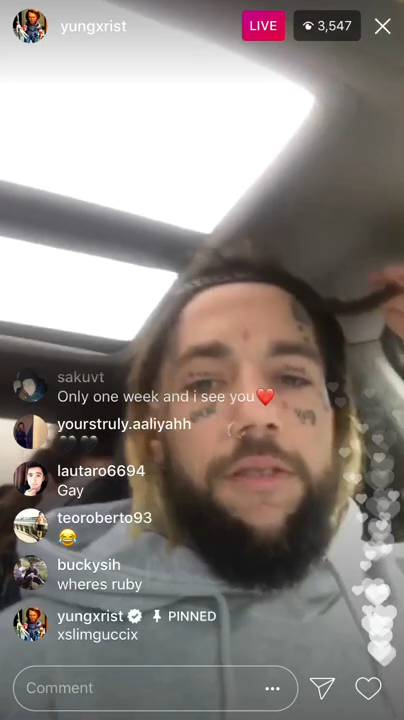 yungxrist
LIVE
3,547
sakuvt
Only one week and i see you❤️
yourstruly.aaliyahh
🖤🖤
lautaro6694
Gay
teoroberto93
😂
buckysih
wheres ruby
yungxrist PINNED
xslimguccix
Comment